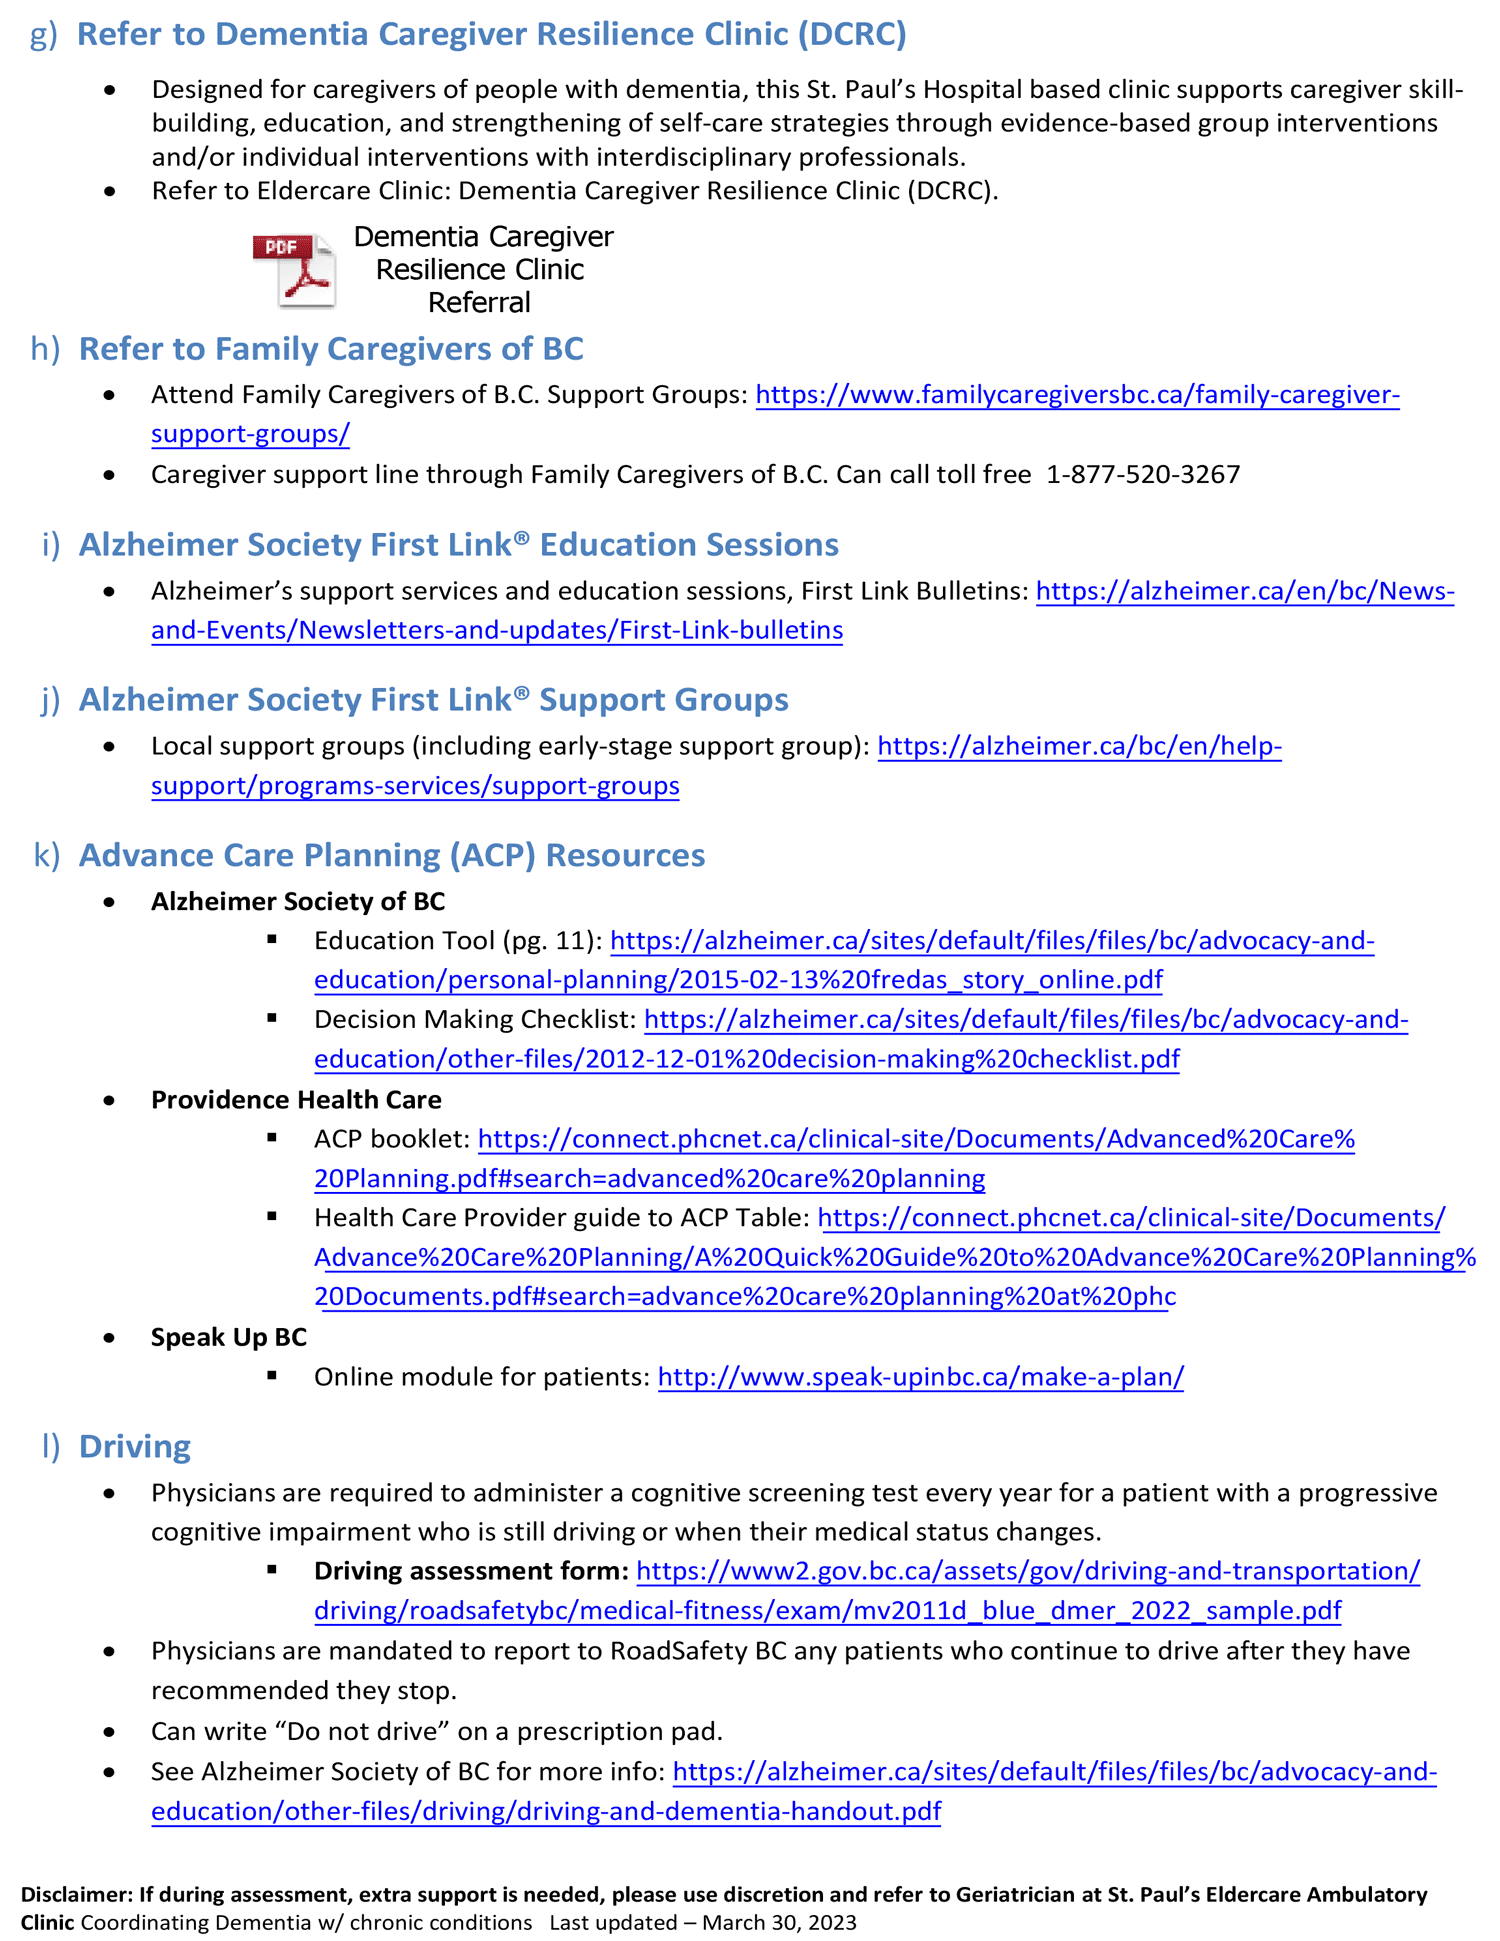 g) Refer to Dementia Caregiver Resilience Clinic (DCRC)
• Designed for caregivers of people with dementia, this St. Paul’s Hospital based clinic supports caregiver skill-
building, education, and strengthening of self-care strategies through evidence-based group interventions
and/or individual interventions with interdisciplinary professionals.
• Refer to Eldercare Clinic: Dementia Caregiver Resilience Clinic (DCRC).
PDF
Dementia Caregiver
Resilience Clinic
Referral
h) Refer to Family Caregivers of BC
• Attend Family Caregivers of B.C. Support Groups: https://www.familycaregiversbc.ca/family-caregiver-
support-groups/
• Caregiver support line through Family Caregivers of B.C. Can call toll free  1-877-520-3267
i) Alzheimer Society First Link® Education Sessions
• Alzheimer’s support services and education sessions, First Link Bulletins: https://alzheimer.ca/en/bc/News-
and-Events/Newsletters-and-updates/First-Link-bulletins
j) Alzheimer Society First Link® Support Groups
• Local support groups (including early-stage support group): https://alzheimer.ca/bc/en/help-
support/programs-services/support-groups
k) Advance Care Planning (ACP) Resources
• Alzheimer Society of BC
▪ Education Tool (pg. 11): https://alzheimer.ca/sites/default/files/files/bc/advocacy-and-
education/personal-planning/2015-02-13%20fredas_story_online.pdf
▪ Decision Making Checklist: https://alzheimer.ca/sites/default/files/files/bc/advocacy-and-
education/other-files/2012-12-01%20decision-making%20checklist.pdf
• Providence Health Care
▪ ACP booklet: https://connect.phcnet.ca/clinical-site/Documents/Advanced%20Care%
20Planning.pdf#search=advanced%20care%20planning
▪ Health Care Provider guide to ACP Table: https://connect.phcnet.ca/clinical-site/Documents/
Advance%20Care%20Planning/A%20Quick%20Guide%20to%20Advance%20Care%20Planning%
20Documents.pdf#search=advance%20care%20planning%20at%20phc
• Speak Up BC
▪ Online module for patients: http://www.speak-upinbc.ca/make-a-plan/
l) Driving
• Physicians are required to administer a cognitive screening test every year for a patient with a progressive
cognitive impairment who is still driving or when their medical status changes.
▪ Driving assessment form: https://www2.gov.bc.ca/assets/gov/driving-and-transportation/
driving/roadsafetybc/medical-fitness/exam/mv2011d_blue_dmer_2022_sample.pdf
• Physicians are mandated to report to RoadSafety BC any patients who continue to drive after they have
recommended they stop.
• Can write “Do not drive” on a prescription pad.
• See Alzheimer Society of BC for more info: https://alzheimer.ca/sites/default/files/files/bc/advocacy-and-
education/other-files/driving/driving-and-dementia-handout.pdf
Disclaimer: If during assessment, extra support is needed, please use discretion and refer to Geriatrician at St. Paul’s Eldercare Ambulatory
Clinic Coordinating Dementia w/ chronic conditions   Last updated – March 30, 2023